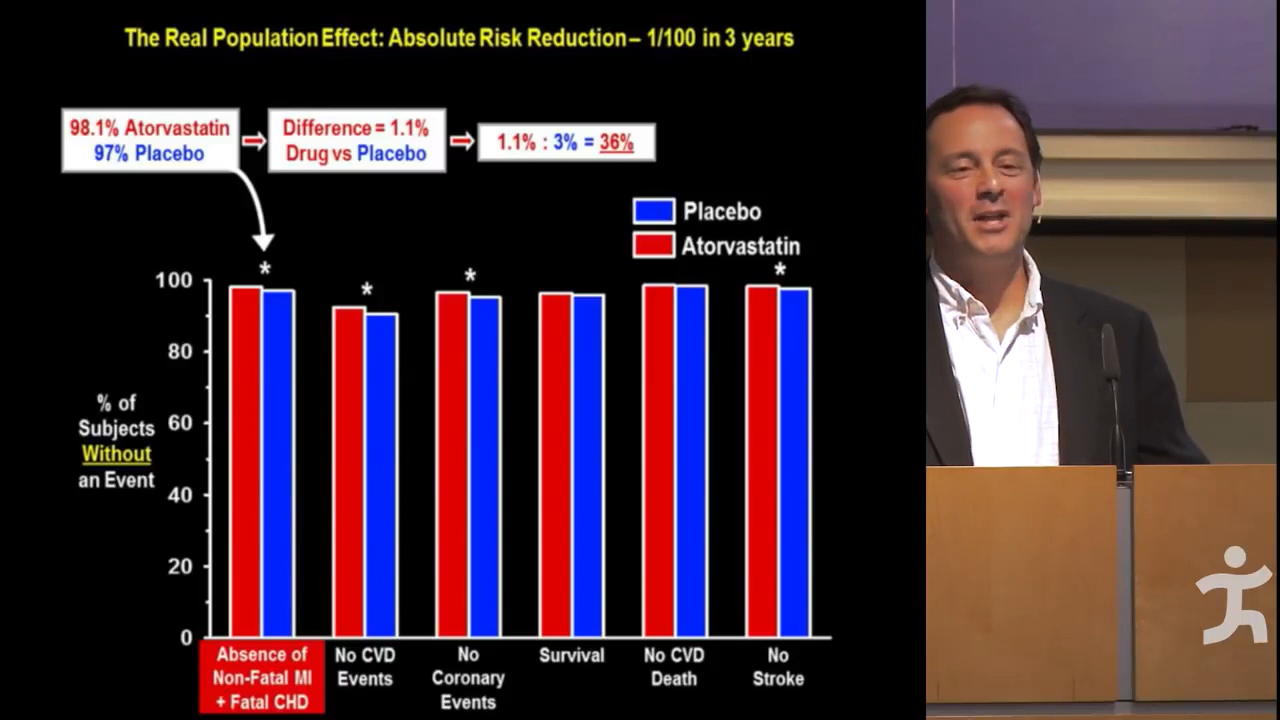 The Real Population Effect: Absolute Risk Reduction – 1/100 in 3 years
98.1% Atorvastatin
97% Placebo
Difference = 1.1%
Drug vs Placebo
1.1% : 3% = 36%
Placebo
Atorvastatin
* * * *
100
80
60
40
20
0
% of
Subjects
Without
an Event
Absence of
Non-Fatal MI
+ Fatal CHD
No CVD
Events
No
Coronary
Events
Survival
No CVD
Death
No
Stroke